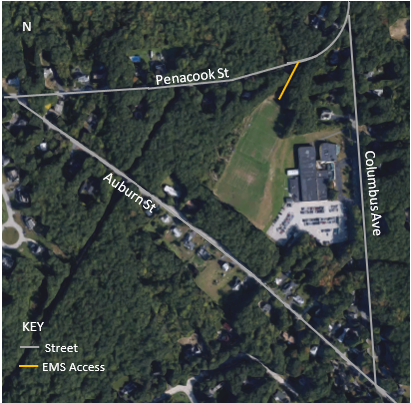 N
Penacook St
Auburn St
Columbus Ave
KEY
Street
EMS Access